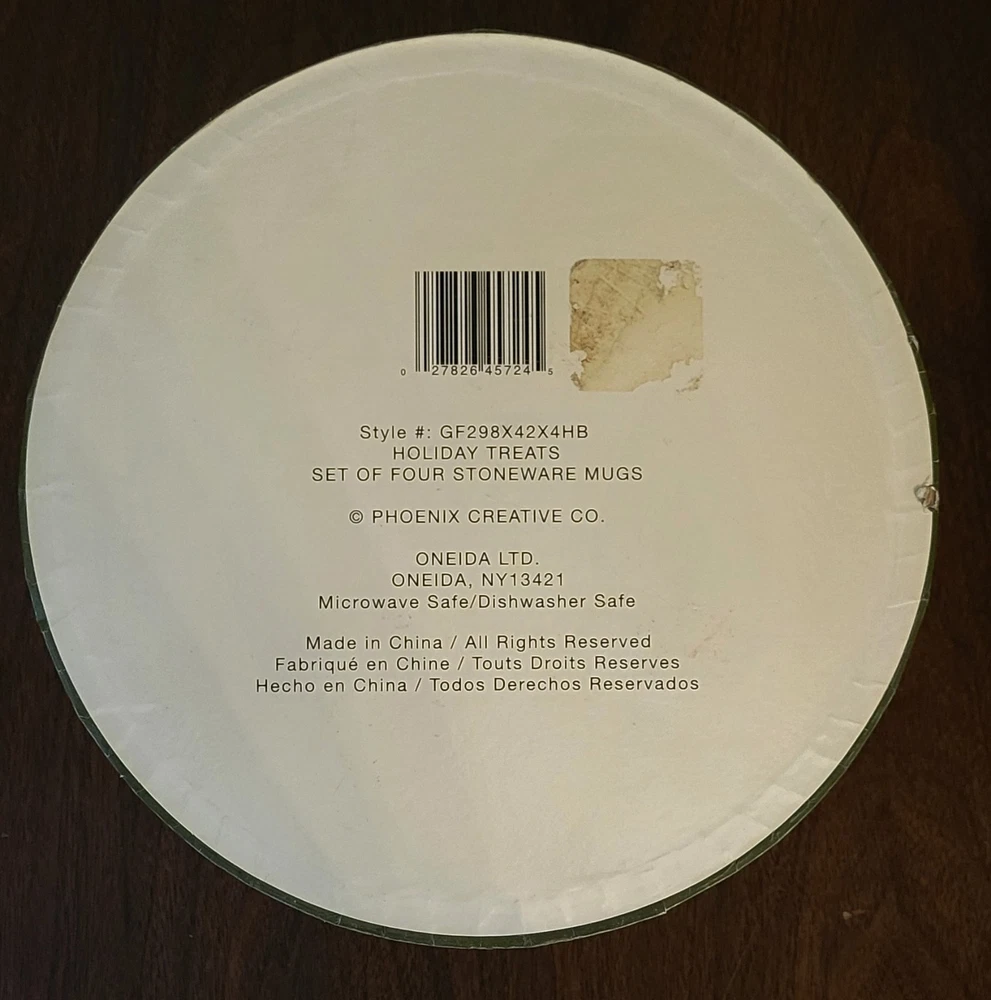 0 27826 45724 5
Style #: GF298X42X4HB
HOLIDAY TREATS
SET OF FOUR STONEWARE MUGS
© PHOENIX CREATIVE CO.
ONEIDA LTD.
ONEIDA, NY13421
Microwave Safe/Dishwasher Safe
Made in China / All Rights Reserved
Fabriqué en Chine / Touts Droits Reserves
Hecho en China / Todos Derechos Reservados